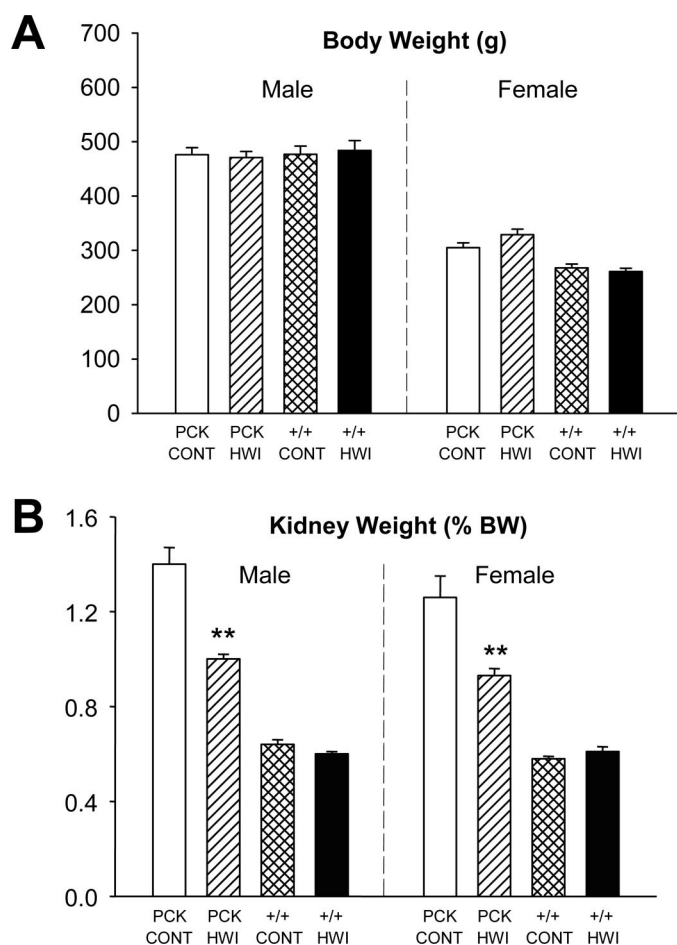 A
Body Weight (g)
700
600
500
400
300
200
100
0
Male
Female
PCK PCK +/+ +/+ PCK PCK +/+ +/+
CONT HWI CONT HWI CONT HWI CONT HWI
B
Kidney Weight (% BW)
1.6
1.2
0.8
0.4
0.0
Male
Female
**
**
PCK PCK +/+ +/+ PCK PCK +/+ +/+
CONT HWI CONT HWI CONT HWI CONT HWI